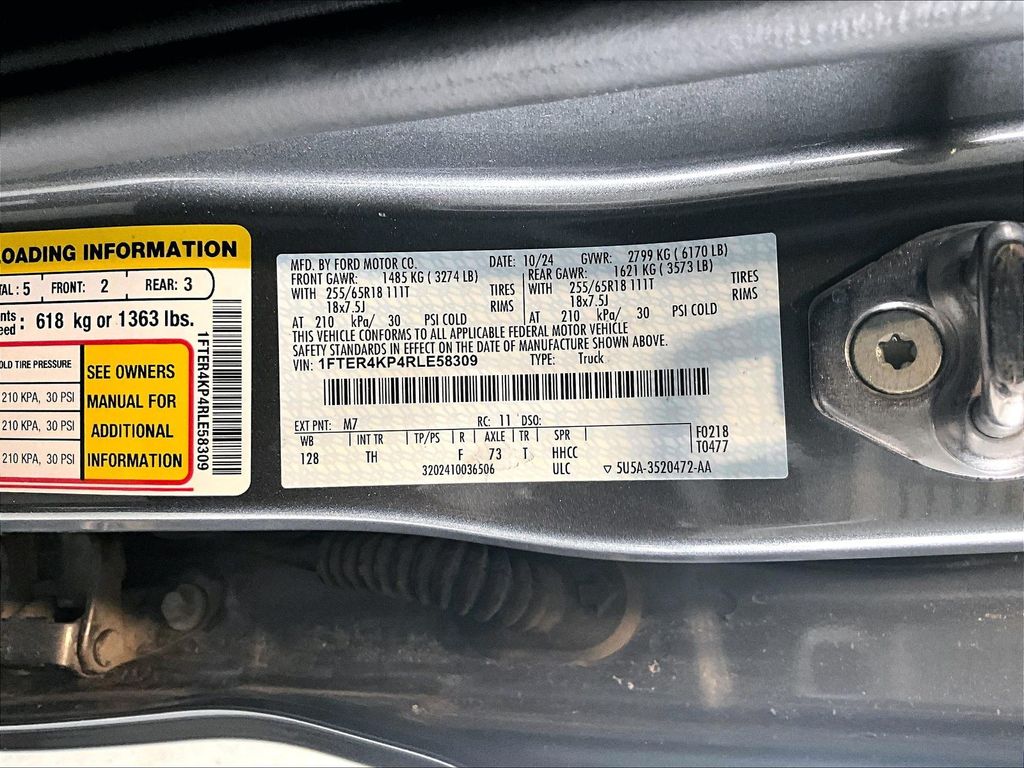 OADING INFORMATION
TAL: 5 FRONT: 2 REAR: 3
nts
eed: 618 kg or 1363 lbs.
OLD TIRE PRESSURE
210 KPA, 30 PSI
210 KPA, 30 PSI
210 KPA, 30 PSI
SEE OWNERS
MANUAL FOR
ADDITIONAL
INFORMATION
1FTER4KP4RLE58309
MFD. BY FORD MOTOR CO. DATE: 10/24 GVWR: 2799 KG (6170 LB)
FRONT GAWR: 1485 KG (3274 LB) REAR GAWR: 1621 KG (3573 LB)
WITH 255/65R18 111T TIRES WITH 255/65R18 111T TIRES
18x7.5J RIMS 18x7.5J RIMS
AT 210 kPa/ 30 PSI COLD AT 210 kPa/ 30 PSI COLD
THIS VEHICLE CONFORMS TO ALL APPLICABLE FEDERAL MOTOR VEHICLE
SAFETY STANDARDS IN EFFECT ON THE DATE OF MANUFACTURE SHOWN ABOVE.
VIN: 1FTER4KP4RLE58309 TYPE: Truck
EXT PNT: M7 RC: 11 DSO:
WB INT TR TP/PS R AXLE TR SPR F0218
128 TH F 73 T HHCC T0477
3202410036506 ULC ▽ 5U5A-3520472-AA